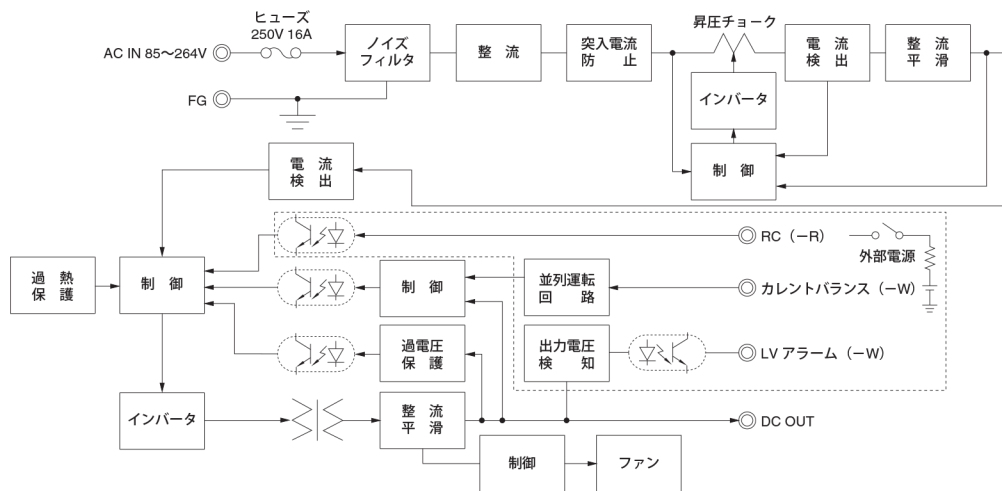 ヒューズ
250V 16A
AC IN 85～264V
ノイズ
フィルタ
整 流
突入電流
防 止
昇圧チョーク
電 流
検 出
整 流
平 滑
インバータ
FG
制 御
電 流
検 出
RC（−R）
外部電源
過 熱
保 護
制 御
制 御
並列運転
回 路
カレントバランス（−W）
過電圧
保 護
出力電圧
検 知
LV アラーム（−W）
インバータ
整 流
平 滑
DC OUT
制御
ファン